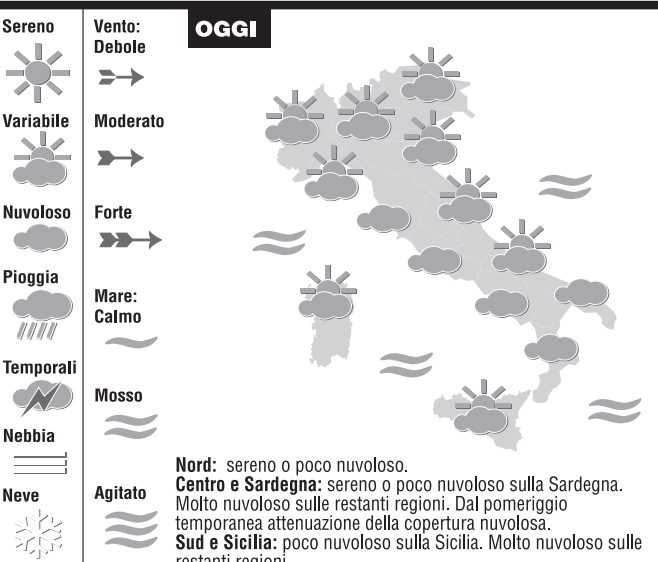 Sereno
Variabile
Nuvoloso
Pioggia
Temporali
Nebbia
Neve
Vento:
Debole
Moderato
Forte
Mare:
Calmo
Mosso
Agitato
OGGI
Nord: sereno o poco nuvoloso.
Centro e Sardegna: sereno o poco nuvoloso sulla Sardegna.
Molto nuvoloso sulle restanti regioni. Dal pomeriggio
temporanea attenuazione della copertura nuvolosa.
Sud e Sicilia: poco nuvoloso sulla Sicilia. Molto nuvoloso sulle
restanti regioni